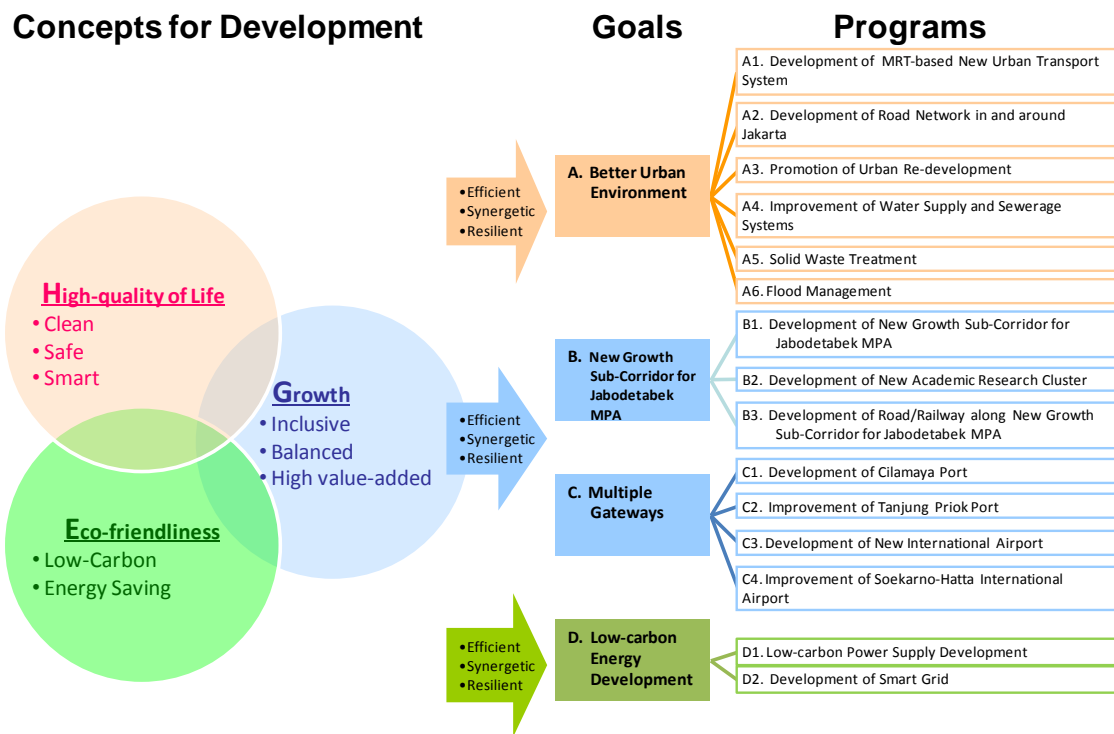 Concepts for Development
Goals
Programs
High-quality of Life
• Clean
• Safe
• Smart
Growth
• Inclusive
• Balanced
• High value-added
Eco-friendliness
• Low-Carbon
• Energy Saving
•Efficient
•Synergetic
•Resilient
A. Better Urban
Environment
A1. Development of MRT-based New Urban Transport
System
A2. Development of Road Network in and around
Jakarta
A3. Promotion of Urban Re-development
A4. Improvement of Water Supply and Sewerage
Systems
A5. Solid Waste Treatment
A6. Flood Management
•Efficient
•Synergetic
•Resilient
B. New Growth
Sub-Corridor for
Jabodetabek
MPA
B1. Development of New Growth Sub-Corridor for
Jabodetabek MPA
B2. Development of New Academic Research Cluster
B3. Development of Road/Railway along New Growth
Sub-Corridor for Jabodetabek MPA
C. Multiple
Gateways
C1. Development of Cilamaya Port
C2. Improvement of Tanjung Priok Port
C3. Development of New International Airport
C4. Improvement of Soekarno-Hatta International
Airport
•Efficient
•Synergetic
•Resilient
D. Low-carbon
Energy
Development
D1. Low-carbon Power Supply Development
D2. Development of Smart Grid